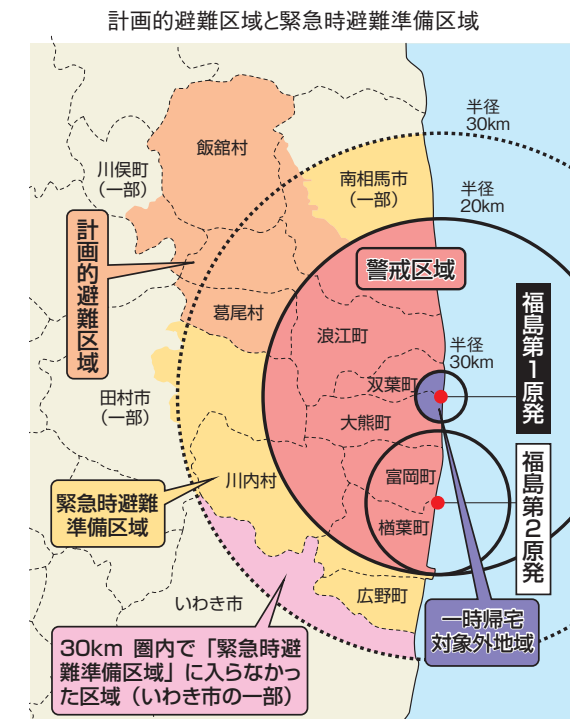 計画的避難区域と緊急時避難準備区域
半径
30km
飯舘村
川俣町
（一部）
南相馬市
（一部）
半径
20km
計画的避難区域
警戒区域
葛尾村
浪江町
福島第1原発
半径
30km
双葉町
田村市
（一部）
大熊町
川内村
富岡町
福島第2原発
緊急時避難
準備区域
楢葉町
いわき市
広野町
一時帰宅
対象外地域
30km 圏内で「緊急時避
難準備区域」に入らなかっ
た区域（いわき市の一部）